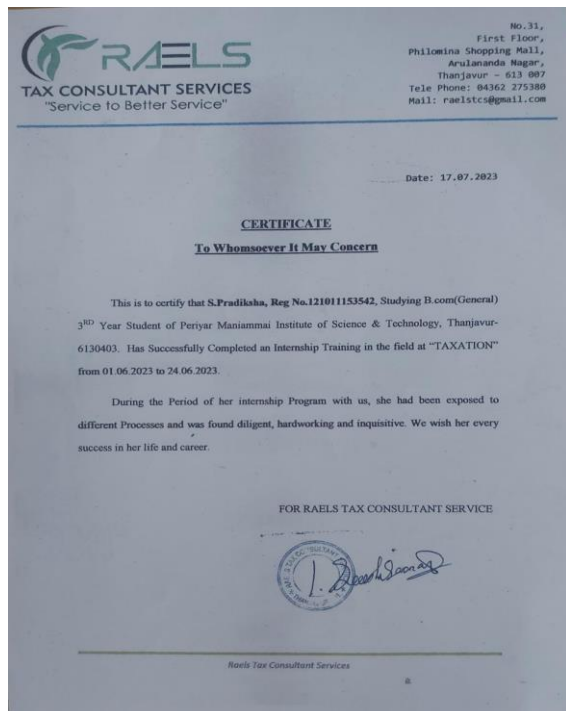 RAELS
TAX CONSULTANT SERVICES
"Service to Better Service"
No.31,
First Floor,
Philomina Shopping Mall,
Arulananda Nagar,
Thanjavur - 613 007
Tele Phone: 04362 275380
Mail: raelstcs@gmail.com
Date: 17.07.2023
CERTIFICATE
To Whomsoever It May Concern
This is to certify that S.Pradiksha, Reg No.121011153542, Studying B.com(General)
3RD Year Student of Periyar Maniammai Institute of Science & Technology, Thanjavur-
6130403. Has Successfully Completed an Internship Training in the field at "TAXATION"
from 01.06.2023 to 24.06.2023.
During the Period of her internship Program with us, she had been exposed to
different Processes and was found diligent, hardworking and inquisitive. We wish her every
success in her life and career.
FOR RAELS TAX CONSULTANT SERVICE
Raels Tax Consultant Services